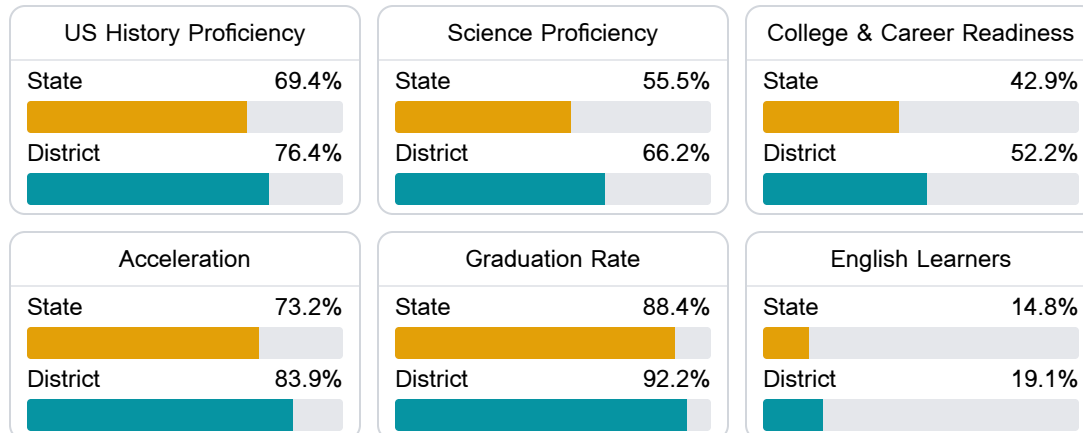 US History Proficiency
State 69.4%
District 76.4%
Science Proficiency
State 55.5%
District 66.2%
College & Career Readiness
State 42.9%
District 52.2%
Acceleration
State 73.2%
District 83.9%
Graduation Rate
State 88.4%
District 92.2%
English Learners
State 14.8%
District 19.1%